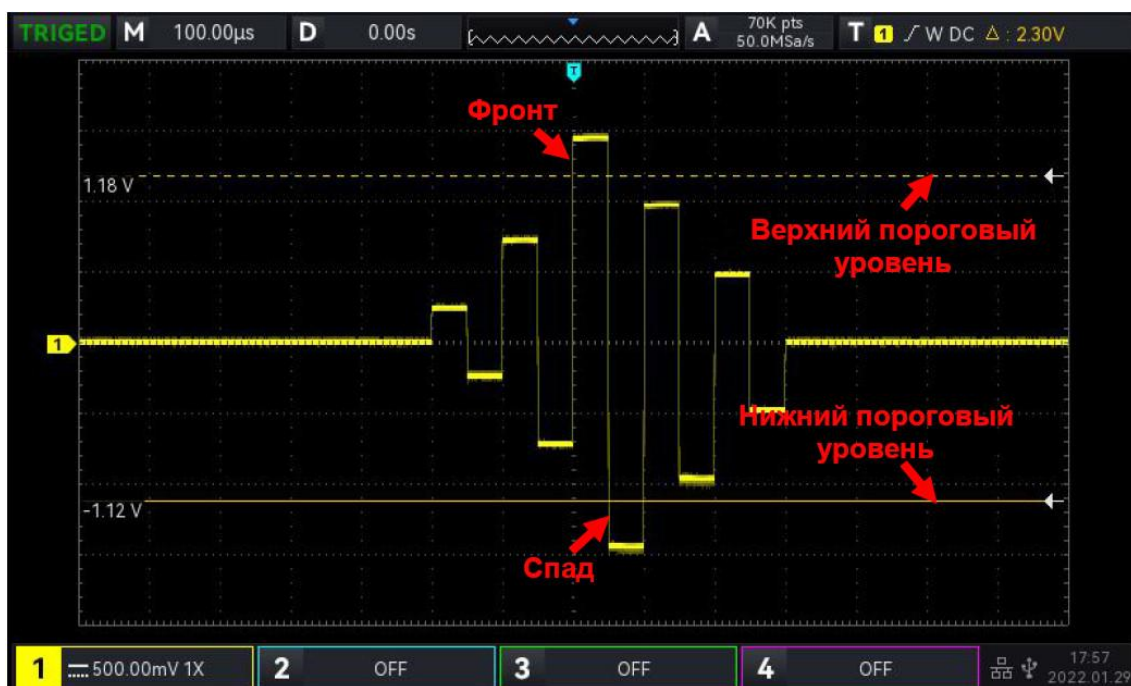 TRIGED M 100.00µs D 0.00s A 70K pts 50.0MSa/s T 1 W DC Δ : 2.30V
T
Фронт
1.18 V
Верхний пороговый
уровень
1
Нижний пороговый
уровень
-1.12 V
Спад
1 500.00mV 1X 2 OFF 3 OFF 4 OFF 17:57
2022.01.29